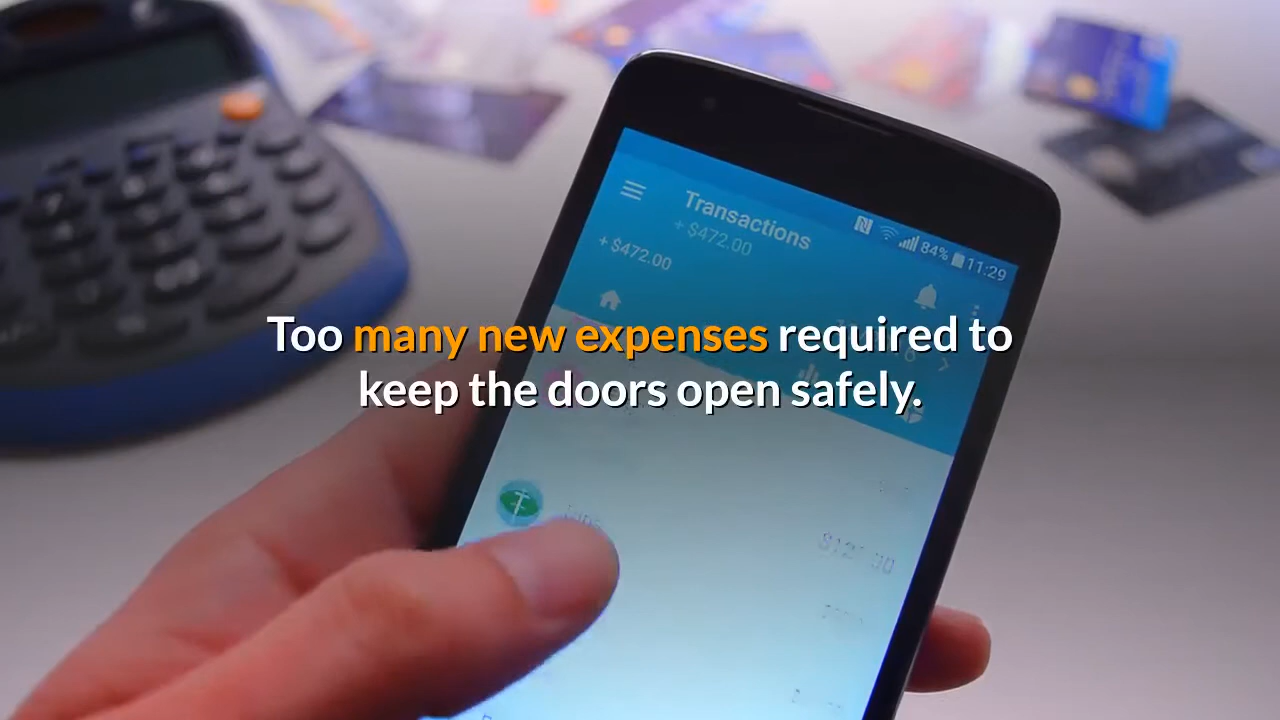 Transactions
+ $472.00
+ $472.00
84% 11:29
Too many new expenses required to
keep the doors open safely.